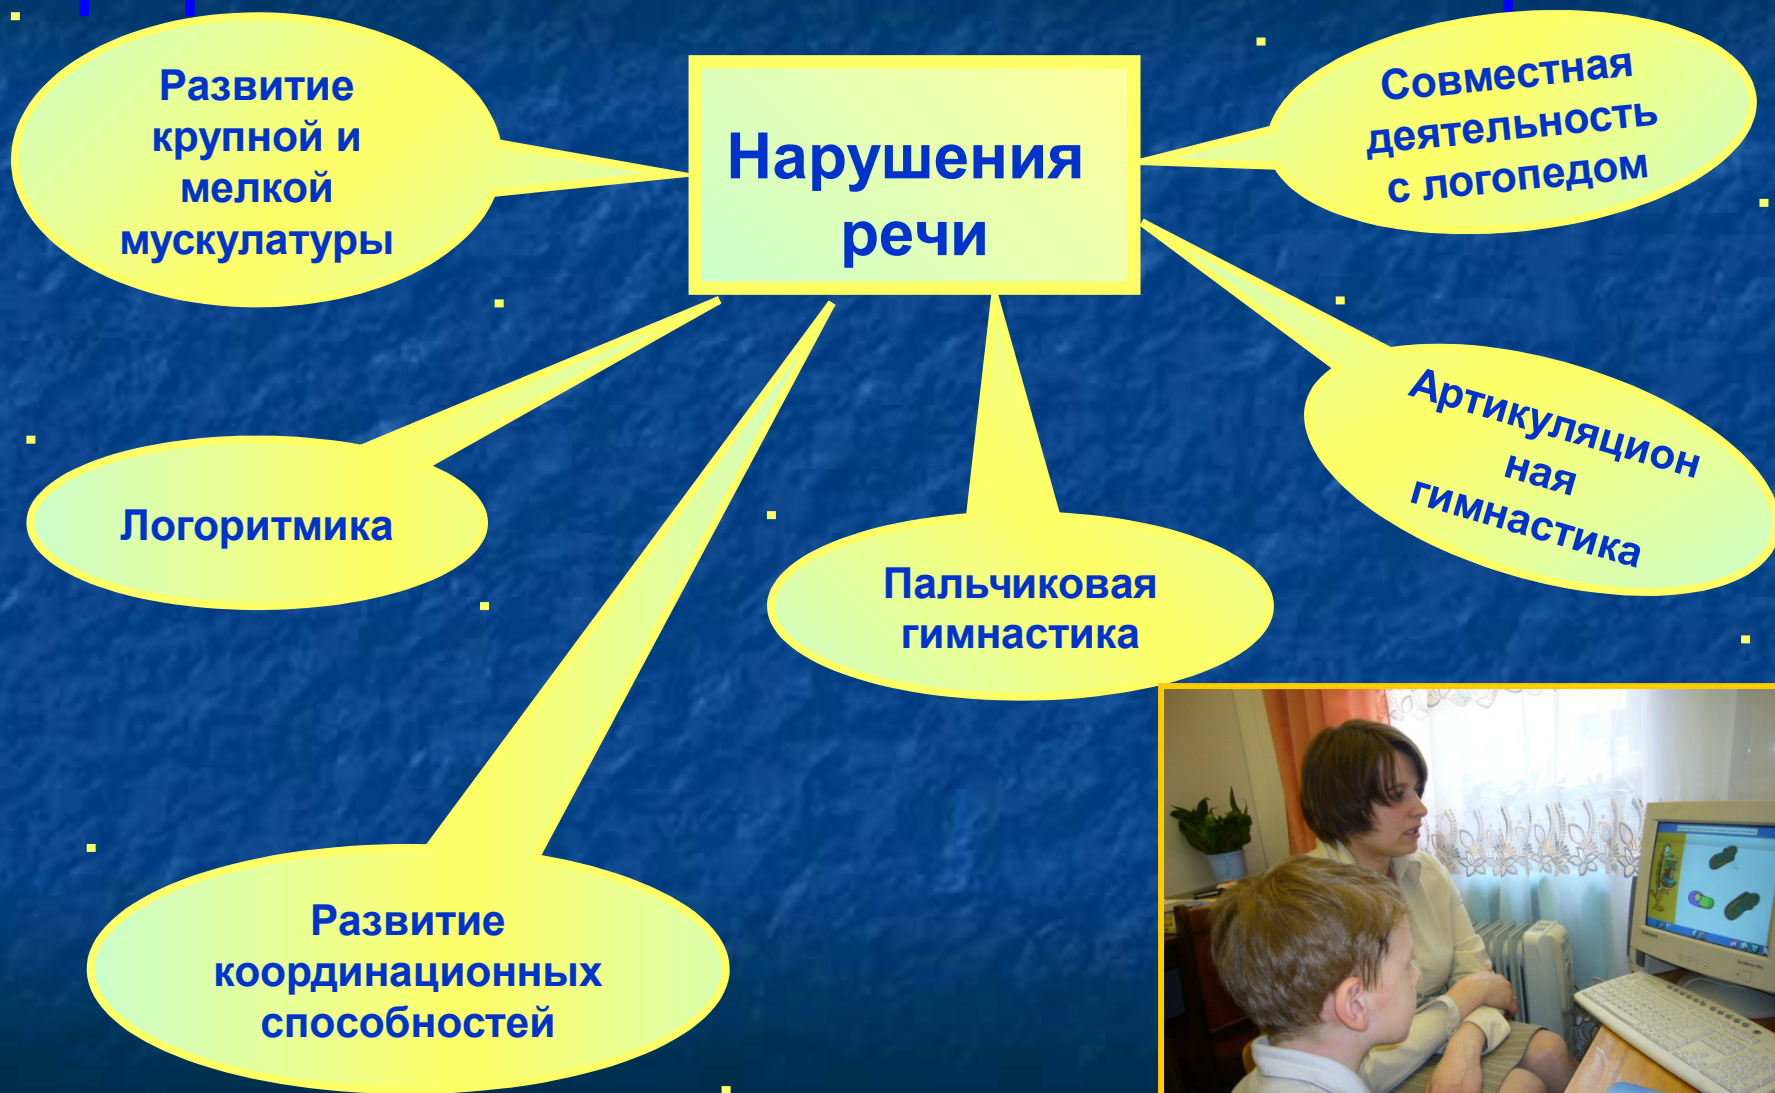 Развитие
крупной и
мелкой
мускулатуры
Нарушения
речи
Совместная
деятельность
с логопедом
Артикуляцион
ная
гимнастика
Логоритмика
Пальчиковая
гимнастика
Развитие
координационных
способностей